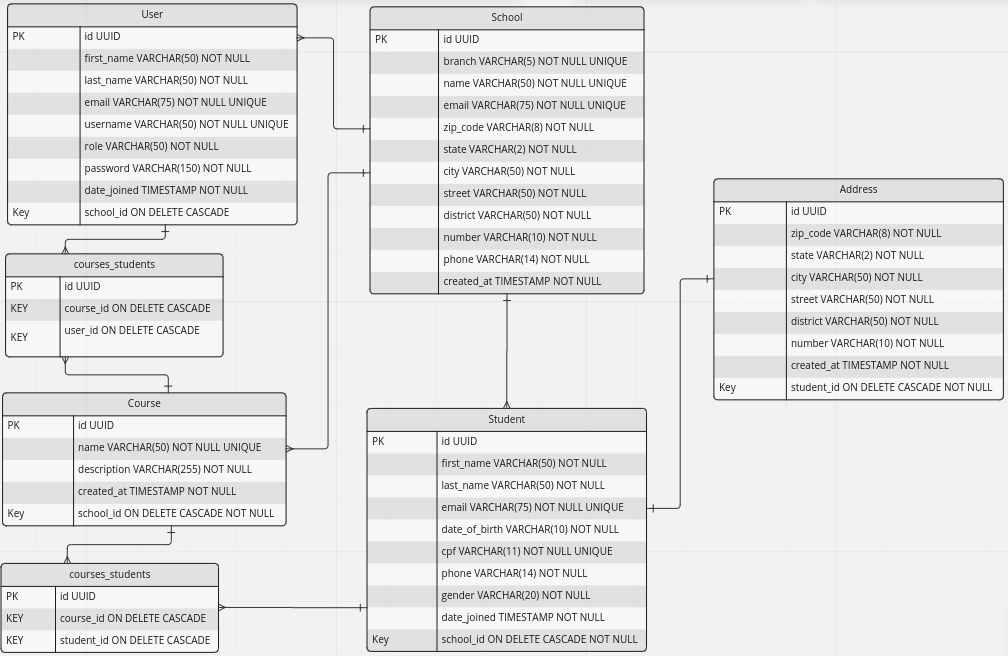 User
PK id UUID
first_name VARCHAR(50) NOT NULL
last_name VARCHAR(50) NOT NULL
email VARCHAR(75) NOT NULL UNIQUE
username VARCHAR(50) NOT NULL UNIQUE
role VARCHAR(50) NOT NULL
password VARCHAR(150) NOT NULL
date_joined TIMESTAMP NOT NULL
Key school_id ON DELETE CASCADE
courses_students
PK id UUID
KEY course_id ON DELETE CASCADE
KEY user_id ON DELETE CASCADE
Course
PK id UUID
name VARCHAR(50) NOT NULL UNIQUE
description VARCHAR(255) NOT NULL
created_at TIMESTAMP NOT NULL
Key school_id ON DELETE CASCADE NOT NULL
courses_students
PK id UUID
KEY course_id ON DELETE CASCADE
KEY student_id ON DELETE CASCADE
School
PK id UUID
branch VARCHAR(5) NOT NULL UNIQUE
name VARCHAR(50) NOT NULL UNIQUE
email VARCHAR(75) NOT NULL UNIQUE
zip_code VARCHAR(8) NOT NULL
state VARCHAR(2) NOT NULL
city VARCHAR(50) NOT NULL
street VARCHAR(50) NOT NULL
district VARCHAR(50) NOT NULL
number VARCHAR(10) NOT NULL
phone VARCHAR(14) NOT NULL
created_at TIMESTAMP NOT NULL
Student
PK id UUID
first_name VARCHAR(50) NOT NULL
last_name VARCHAR(50) NOT NULL
email VARCHAR(75) NOT NULL UNIQUE
date_of_birth VARCHAR(10) NOT NULL
cpf VARCHAR(11) NOT NULL UNIQUE
phone VARCHAR(14) NOT NULL
gender VARCHAR(20) NOT NULL
date_joined TIMESTAMP NOT NULL
Key school_id ON DELETE CASCADE NOT NULL
Address
PK id UUID
zip_code VARCHAR(8) NOT NULL
state VARCHAR(2) NOT NULL
city VARCHAR(50) NOT NULL
street VARCHAR(50) NOT NULL
district VARCHAR(50) NOT NULL
number VARCHAR(10) NOT NULL
created_at TIMESTAMP NOT NULL
Key student_id ON DELETE CASCADE NOT NULL